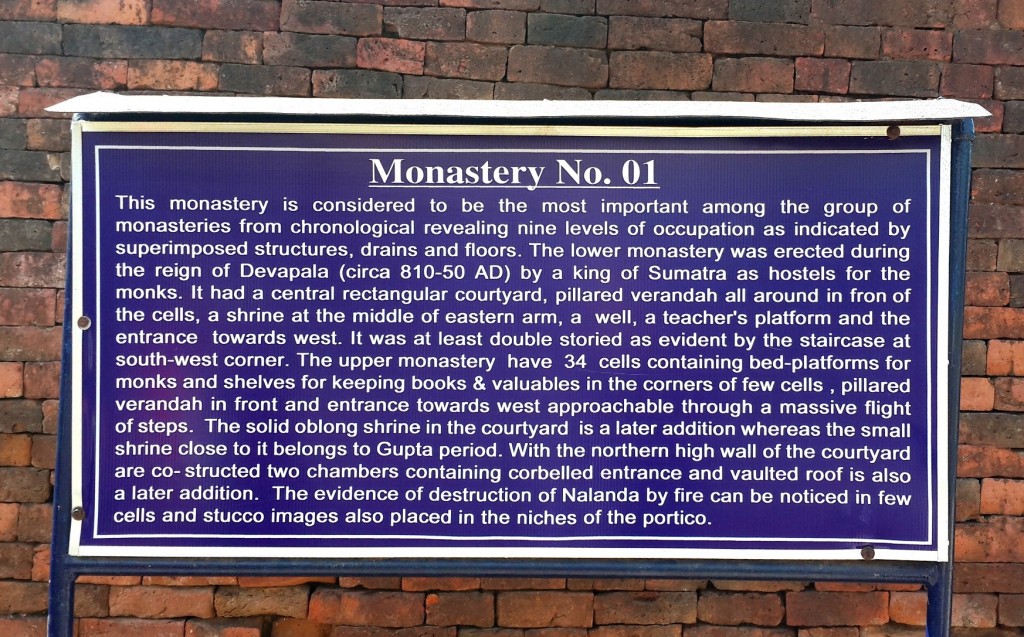 Monastery No. 01
This monastery is considered to be the most important among the group of
monasteries from chronological revealing nine levels of occupation as indicated by
superimposed structures, drains and floors. The lower monastery was erected during
the reign of Devapala (circa 810-50 AD) by a king of Sumatra as hostels for the
monks. It had a central rectangular courtyard, pillared verandah all around in fron of
the cells, a shrine at the middle of eastern arm, a well, a teacher's platform and the
entrance towards west. It was at least double storied as evident by the staircase at
south-west corner. The upper monastery have 34 cells containing bed-platforms for
monks and shelves for keeping books & valuables in the corners of few cells , pillared
verandah in front and entrance towards west approachable through a massive flight
of steps. The solid oblong shrine in the courtyard is a later addition whereas the small
shrine close to it belongs to Gupta period. With the northern high wall of the courtyard
are co- structed two chambers containing corbelled entrance and vaulted roof is also
a later addition. The evidence of destruction of Nalanda by fire can be noticed in few
cells and stucco images also placed in the niches of the portico.